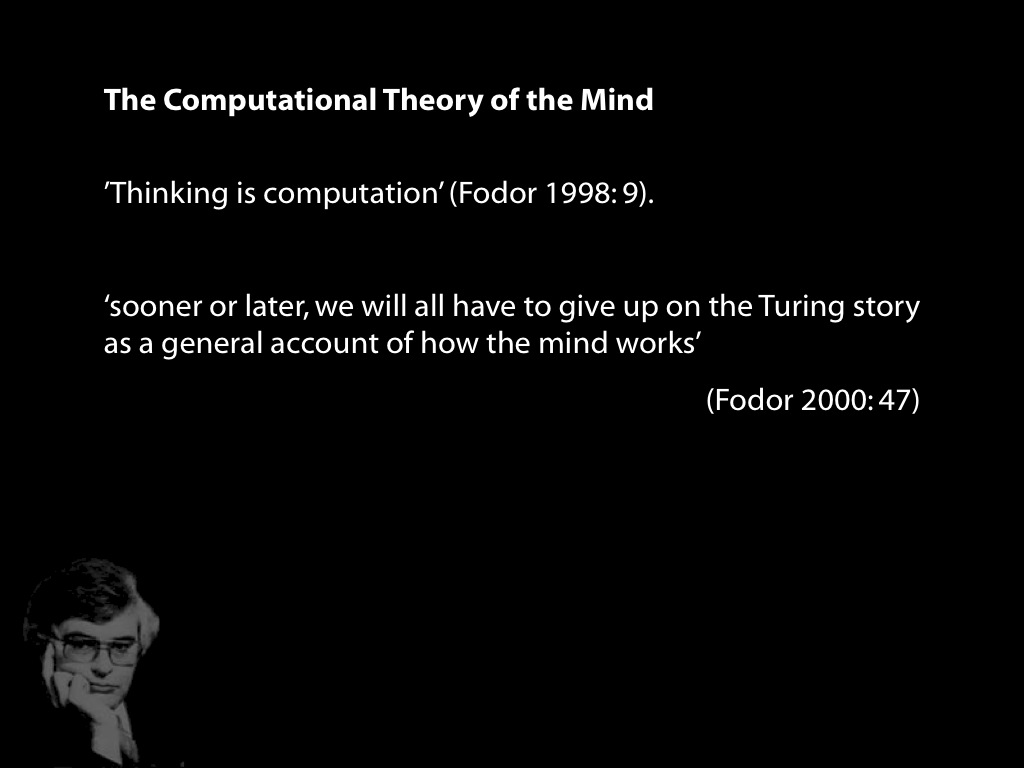 The Computational Theory of the Mind
’Thinking is computation’ (Fodor 1998: 9).
‘sooner or later, we will all have to give up on the Turing story
as a general account of how the mind works’
(Fodor 2000: 47)